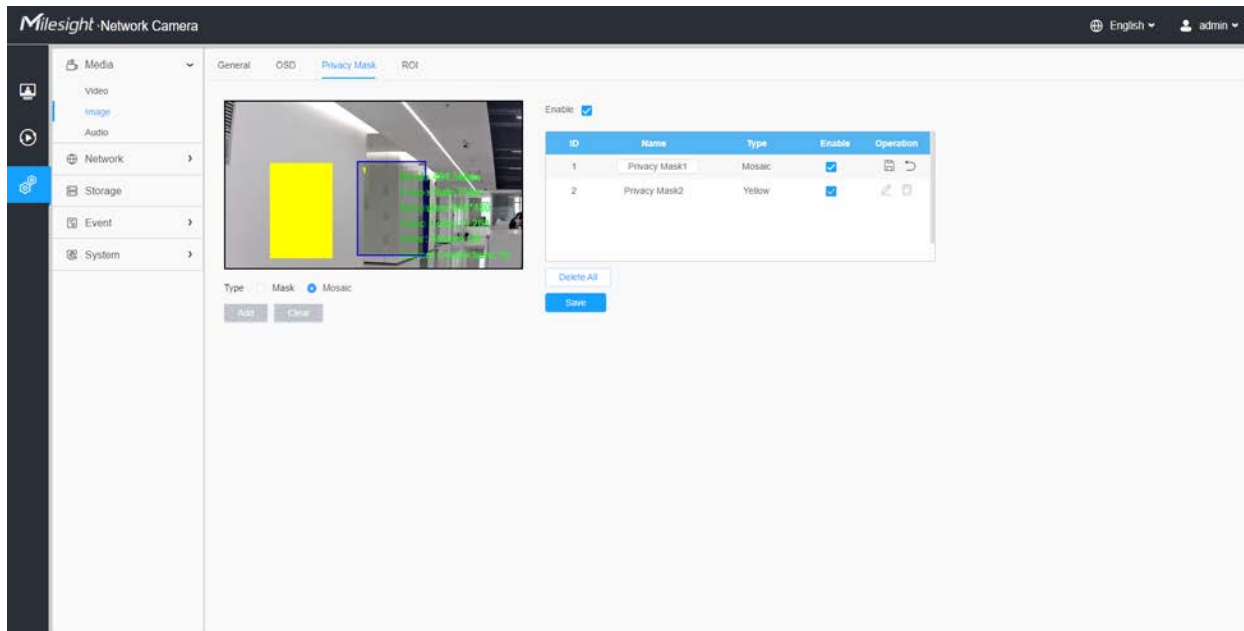 Milesight·Network Camera
English
admin
Media
Video
Image
Audio
Network
Storage
Event
System
General OSD Privacy Mask ROI
1
Type Mask Mosaic
Add Clear
Enable
ID Name Type Enable Operation
1 Privacy Mask1 Mosaic
2 Privacy Mask2 Yellow
Delete All
Save